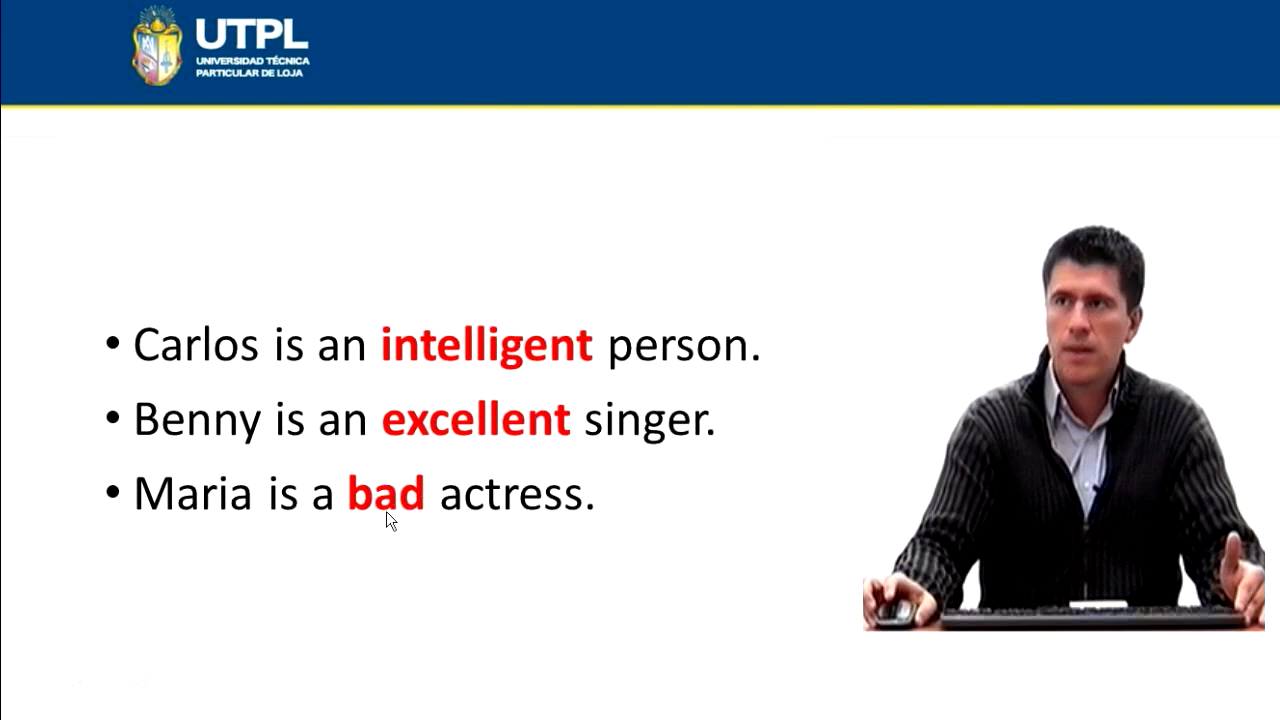 UTPL
UNIVERSIDAD TÉCNICA
PARTICULAR DE LOJA
• Carlos is an intelligent person.
• Benny is an excellent singer.
• Maria is a bad actress.